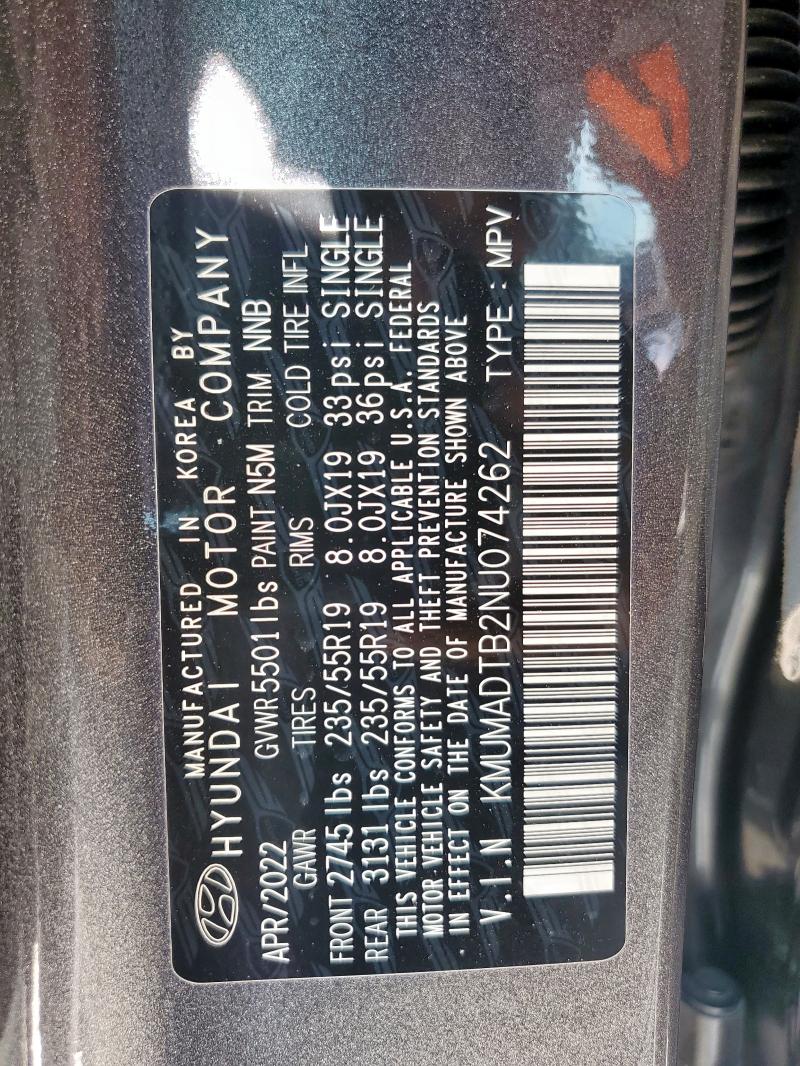 MANUFACTURED IN KOREA BY
HYUNDAI MOTOR COMPANY
APR/2022 GVWR 5501 lbs PAINT N5M TRIM NNB
GAWR TIRES RIMS COLD TIRE INFL
FRONT 2745 lbs 235/55R19 8.0JX19 33psi SINGLE
REAR 3131 lbs 235/55R19 8.0JX19 36psi SINGLE
THIS VEHICLE CONFORMS TO ALL APPLICABLE U.S.A. FEDERAL
MOTOR VEHICLE SAFETY AND THEFT PREVENTION STANDARDS
IN EFFECT ON THE DATE OF MANUFACTURE SHOWN ABOVE
V.I.N KMUMADTB2NU074262 TYPE : MPV